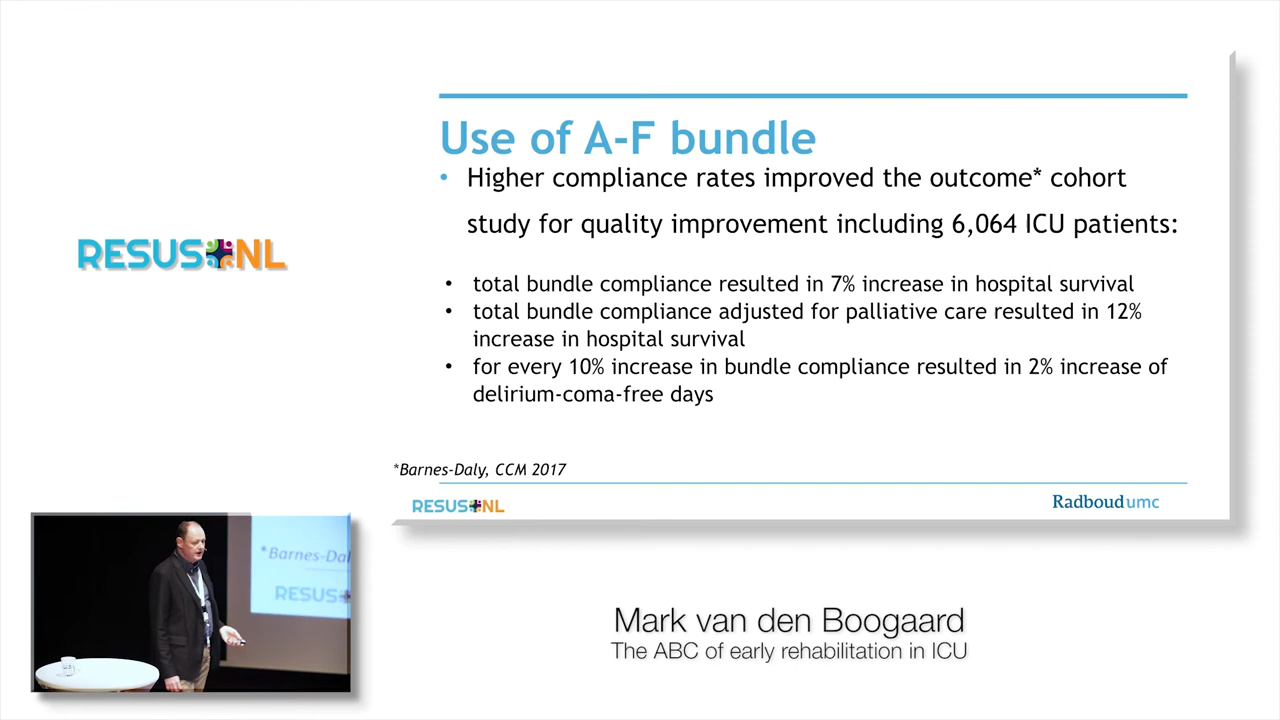 Use of A-F bundle
• Higher compliance rates improved the outcome* cohort
study for quality improvement including 6,064 ICU patients:
• total bundle compliance resulted in 7% increase in hospital survival
• total bundle compliance adjusted for palliative care resulted in 12%
increase in hospital survival
• for every 10% increase in bundle compliance resulted in 2% increase of
delirium-coma-free days
*Barnes-Daly, CCM 2017
RESUS NL
Radboudumc
RESUS NL
*Barnes-Dal
RESUS
Mark van den Boogaard
The ABC of early rehabilitation in ICU